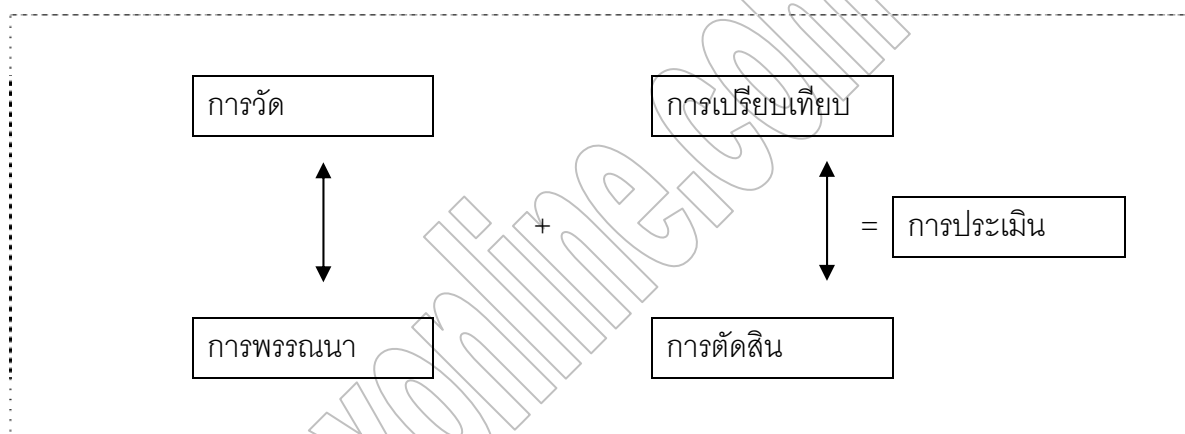 การวัด การเปรียบเทียบ
+ = การประเมิน
การพรรณนา การตัดสิน
online.com